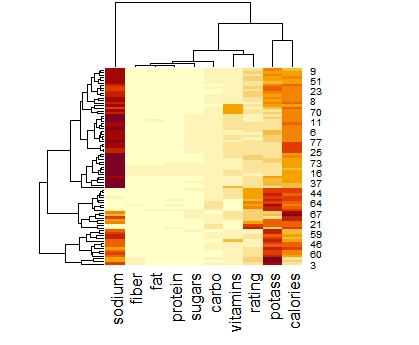 9
51
23
8
70
11
6
77
25
73
16
37
44
64
67
21
59
46
60
3
sodium
fiber
fat
protein
sugars
carbo
vitamins
rating
potass
calories